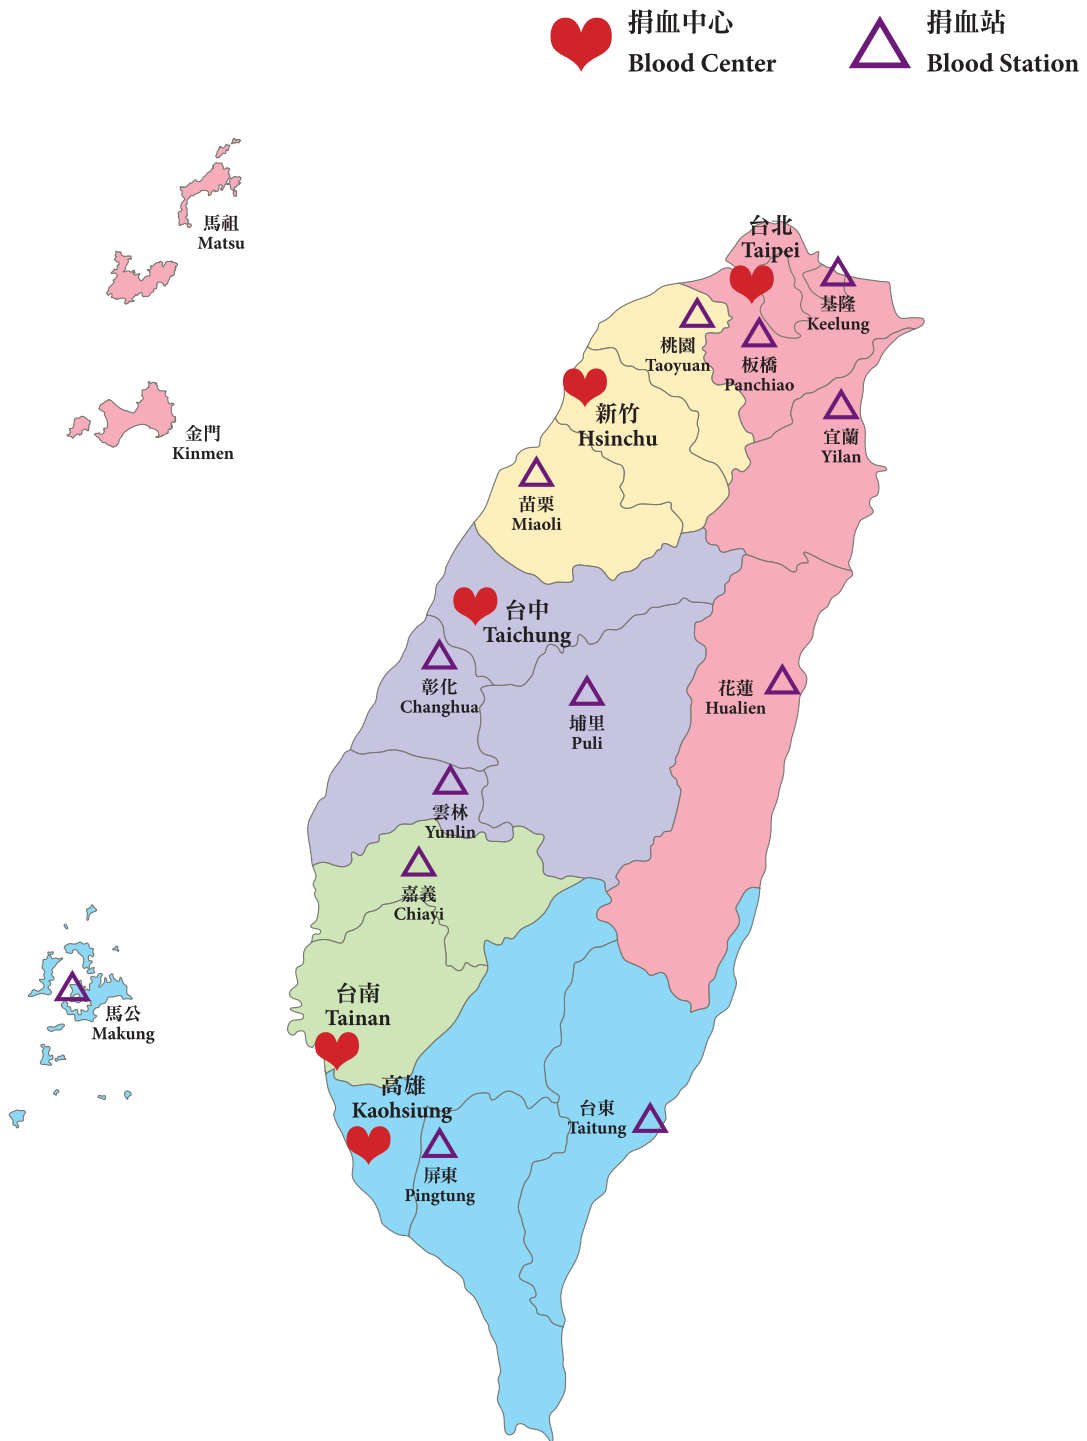 捐血中心
Blood Center
捐血站
Blood Station
馬祖
Matsu
台北
Taipei
基隆
Keelung
桃園
Taoyuan
板橋
Panchiao
新竹
Hsinchu
金門
Kinmen
宜蘭
Yilan
苗栗
Miaoli
台中
Taichung
彰化
Changhua
花蓮
Hualien
埔里
Puli
雲林
Yunlin
嘉義
Chiayi
台南
Tainan
馬公
Makung
高雄
Kaohsiung
台東
Taitung
屏東
Pingtung